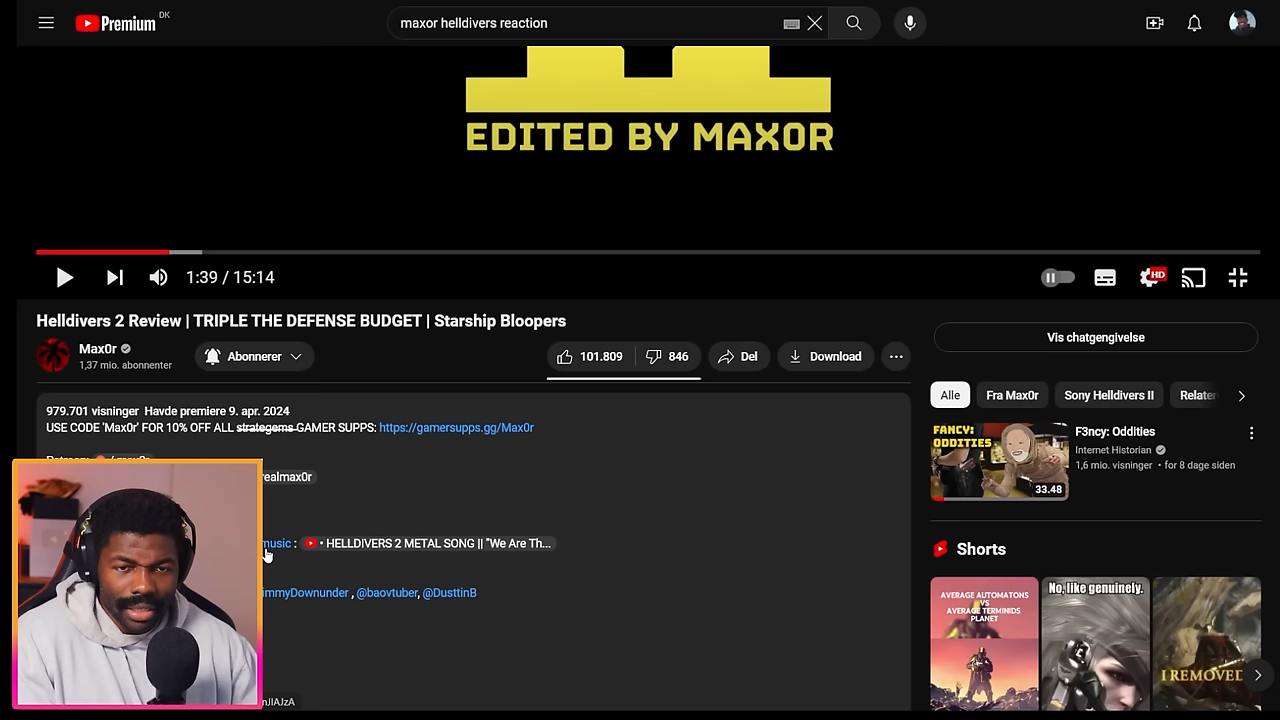 Premium DK
maxor helldivers reaction
EDITED BY MAX0R
1:39 / 15:14
HD
Helldivers 2 Review | TRIPLE THE DEFENSE BUDGET | Starship Bloopers
Max0r
1,37 mio. abonnenter
Abonnerer
101.809
846
Del
Download
979.701 visninger Havde premiere 9. apr. 2024
USE CODE 'Max0r' FOR 10% OFF ALL strategems GAMER SUPPS: https://gamersupps.gg/Max0r
realmax0r
music : • HELLDIVERS 2 METAL SONG || "We Are Th...
immyDownunder , @baovtuber, @DusttinB
nJIAJzA
Vis chatgengivelse
Alle
Fra Max0r
Sony Helldivers II
Relater
FANCY:
ODDITIES
33.48
F3ncy: Oddities
Internet Historian
1,6 mio. visninger • for 8 dage siden
Shorts
AVERAGE AUTOMATONS
VS
AVERAGE TERMINIDS
PLANET
No, like genuinely.
I REMOVED